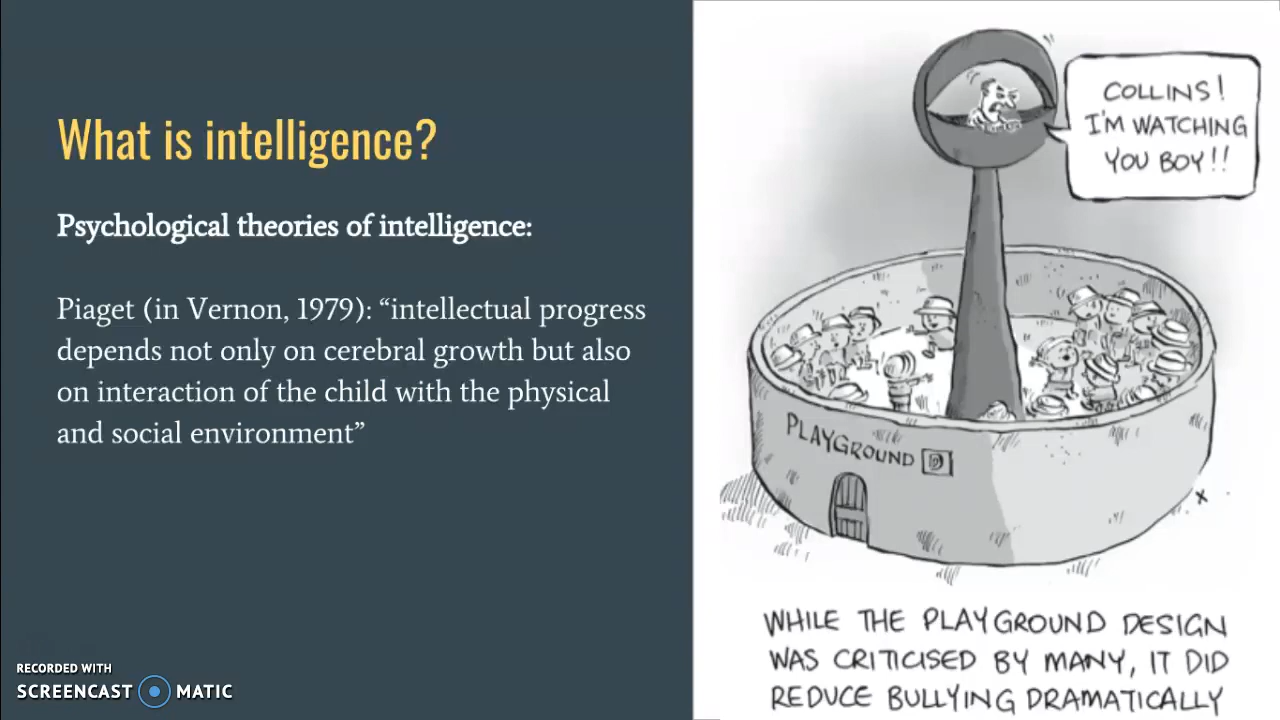 What is intelligence?
Psychological theories of intelligence:
Piaget (in Vernon, 1979): “intellectual progress
depends not only on cerebral growth but also
on interaction of the child with the physical
and social environment”
RECORDED WITH
SCREENCAST MATIC
COLLINS!
I'M WATCHING
YOU BOY!!
PLAYGROUND
WHILE THE PLAYGROUND DESIGN
WAS CRITICISED BY MANY, IT DID
REDUCE BULLYING DRAMATICALLY